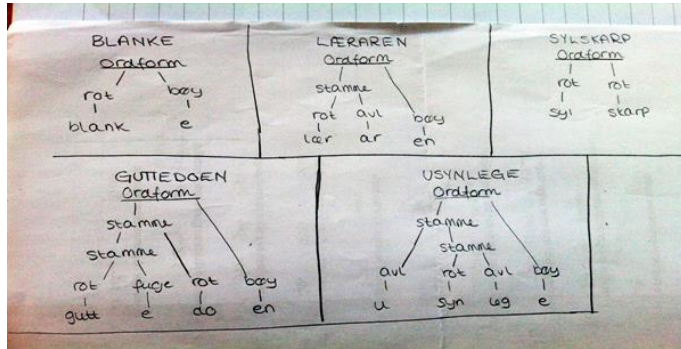 BLANKE
Ordform
rot bøy
blank e
LÆRAREN
Ordform
stamme
rot avl bøy
lær ar en
SYLSKARP
Ordform
rot rot
syl skarp
GUTTEDOEN
Ordform
stamme
stamme
rot fuge rot bøy
gutt e do en
USYNLEGE
Ordform
stamme
stamme
avl rot avl bøy
u syn leg e